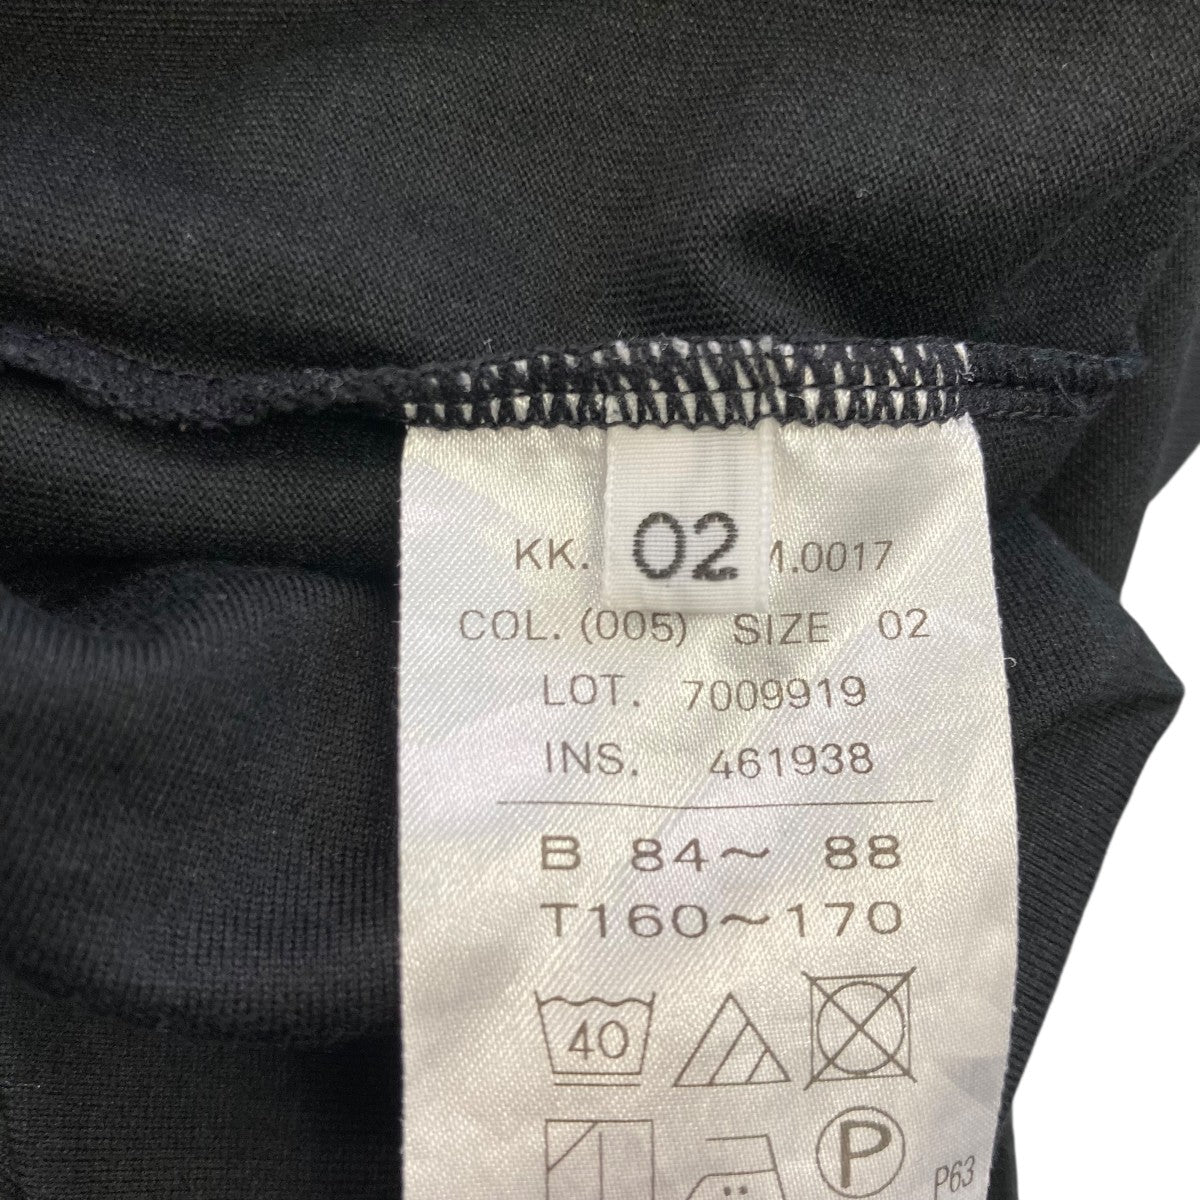 02
KK. .0017
COL. (005) SIZE 02
LOT. 7009919
INS. 461938
B 84～ 88
T160～170
40
P
P63